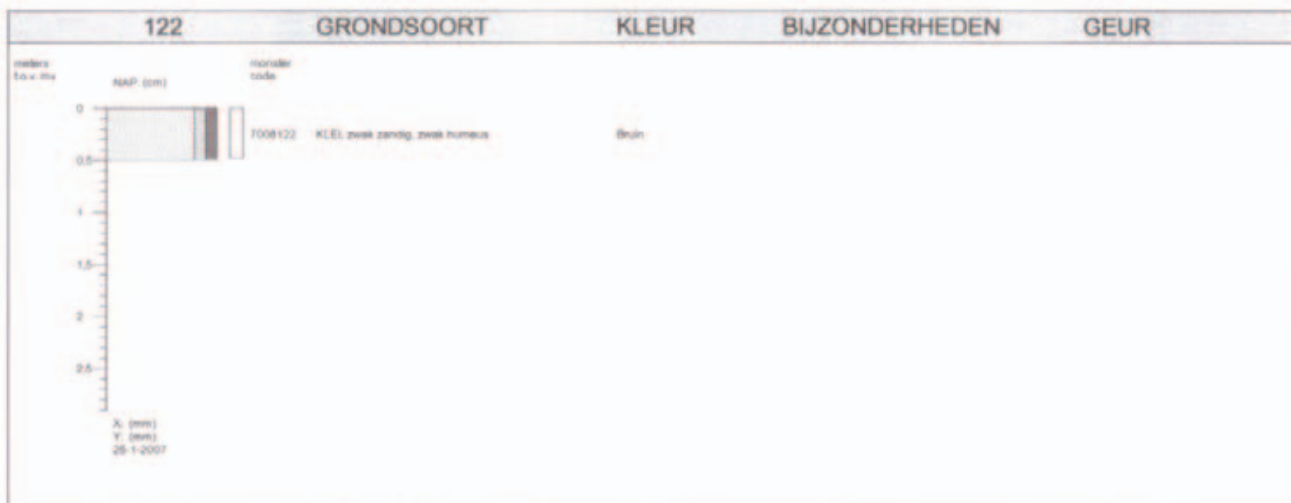 122 GRONDSOORT KLEUR BIJZONDERHEDEN GEUR
meters monster
t.o.v. mv code
NAP (cm)
0
7008122 KLEI, zwak zandig, zwak humeus Bruin
0,5
1
1,5
2
2,5
X: (mm)
Y: (mm)
-1-2007